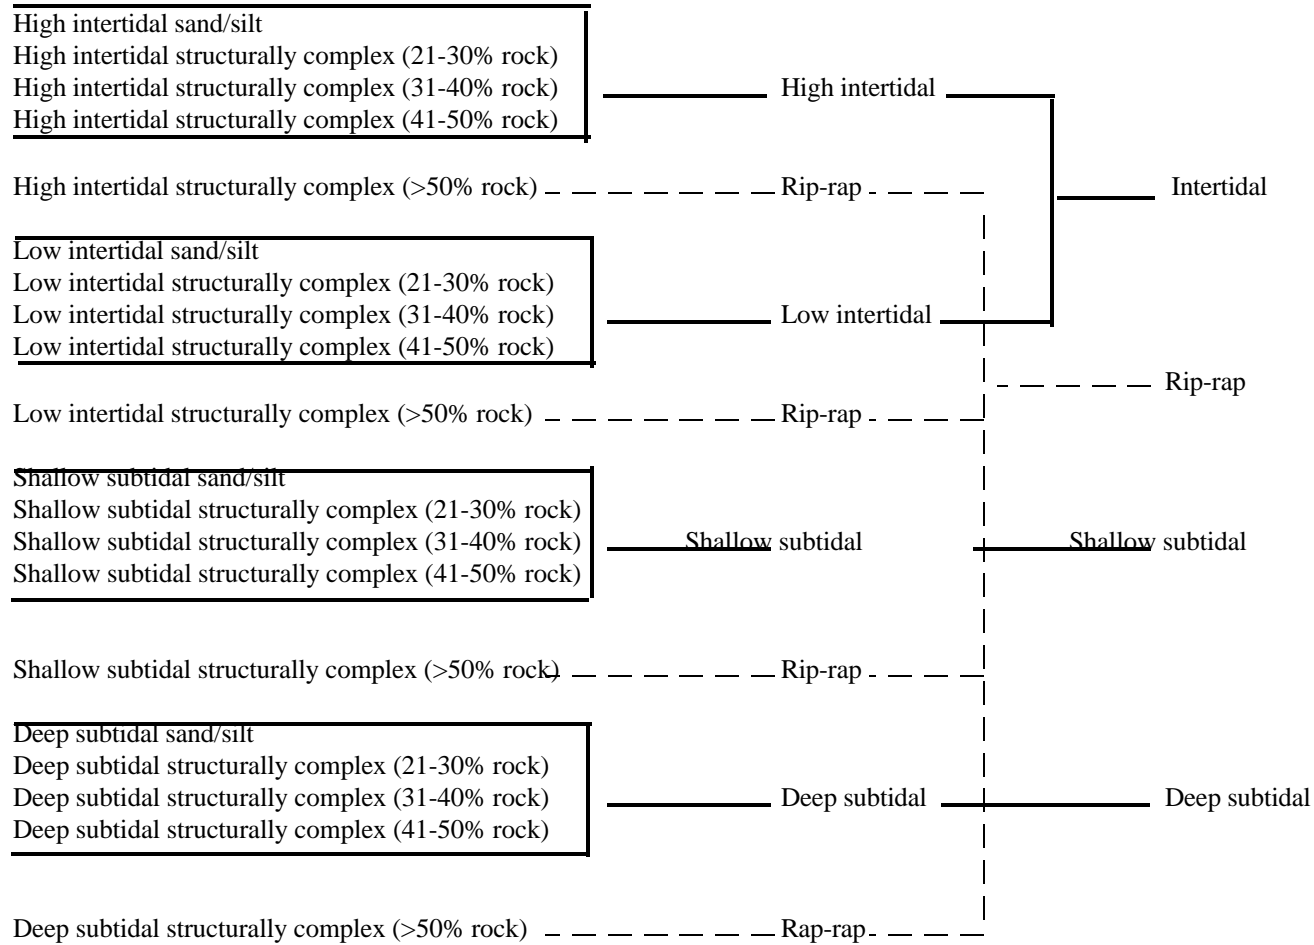 High intertidal sand/silt
High intertidal structurally complex (21-30% rock)
High intertidal structurally complex (31-40% rock)
High intertidal structurally complex (41-50% rock)
High intertidal
High intertidal structurally complex (>50% rock)
Rip-rap
Intertidal
Low intertidal sand/silt
Low intertidal structurally complex (21-30% rock)
Low intertidal structurally complex (31-40% rock)
Low intertidal structurally complex (41-50% rock)
Low intertidal
Rip-rap
Low intertidal structurally complex (>50% rock)
Rip-rap
Shallow subtidal sand/silt
Shallow subtidal structurally complex (21-30% rock)
Shallow subtidal structurally complex (31-40% rock)
Shallow subtidal structurally complex (41-50% rock)
Shallow subtidal
Shallow subtidal
Shallow subtidal structurally complex (>50% rock)
Rip-rap
Deep subtidal sand/silt
Deep subtidal structurally complex (21-30% rock)
Deep subtidal structurally complex (31-40% rock)
Deep subtidal structurally complex (41-50% rock)
Deep subtidal
Deep subtidal
Deep subtidal structurally complex (>50% rock)
Rap-rap